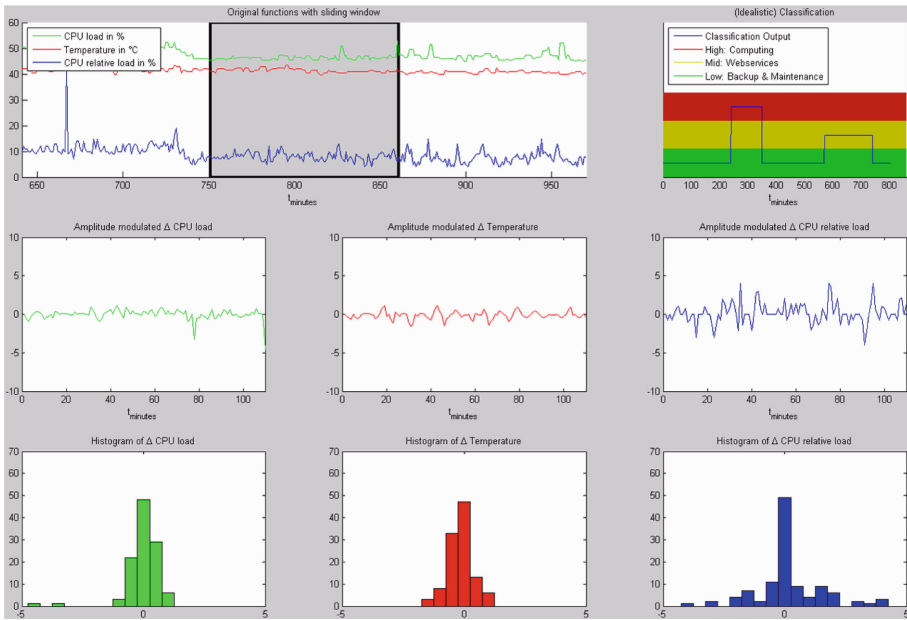 Original functions with sliding window
60
50
40
30
20
10
0
CPU load in %
Temperature in °C
CPU relative load in %
650 700 750 800 850 900 950
t minutes
(Idealistic) Classification
Classification Output
High: Computing
Mid: Webservices
Low: Backup & Maintenance
0 100 200 300 400 500 600 700 800
t minutes
Amplitude modulated Δ CPU load
10
5
0
-5
-10
0 20 40 60 80 100
t minutes
Amplitude modulated Δ Temperature
10
5
0
-5
-10
0 20 40 60 80 100
t minutes
Amplitude modulated Δ CPU relative load
10
5
0
-5
-10
0 20 40 60 80 100
t minutes
Histogram of Δ CPU load
70
60
50
40
30
20
10
0
-5 0 5
Histogram of Δ Temperature
70
60
50
40
30
20
10
0
-5 0 5
Histogram of Δ CPU relative load
70
60
50
40
30
20
10
0
-5 0 5